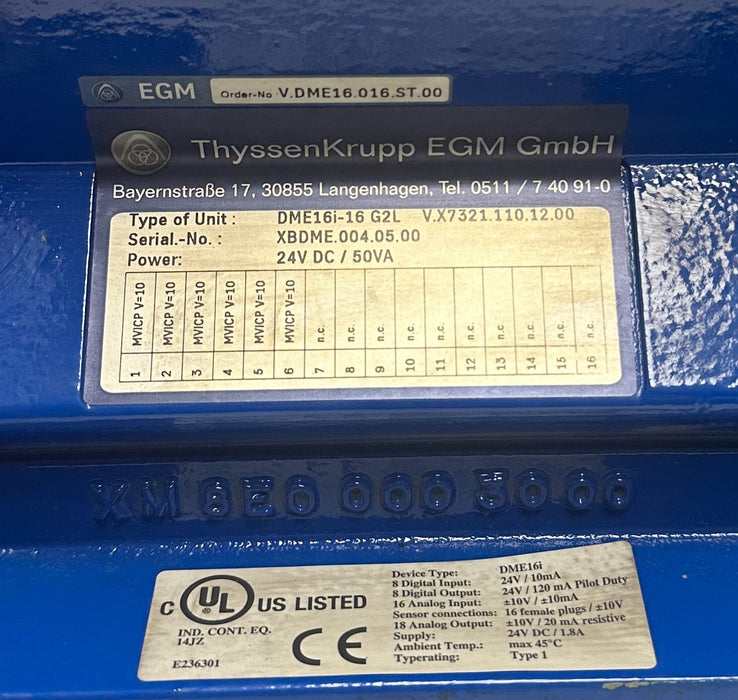 EGM Order-No V.DME16.016.ST.00
ThyssenKrupp EGM GmbH
Bayernstraße 17, 30855 Langenhagen, Tel. 0511 / 7 40 91-0
Type of Unit : DME16i-16 G2L V.X7321.110.12.00
Serial.-No. : XBDME.004.05.00
Power: 24V DC / 50VA
1 MVICP V=10
2 MVICP V=10
3 MVICP V=10
4 MVICP V=10
5 MVICP V=10
6 MVICP V=10
7 n.c.
8 n.c.
9 n.c.
10 n.c.
11 n.c.
12 n.c.
13 n.c.
14 n.c.
15 n.c.
16 n.c.
XM 8E0 000 30 00
C UL ® US LISTED
IND. CONT. EQ.
14JZ
E236301
CE
Device Type: DME16i
8 Digital Input: 24V / 10mA
8 Digital Output: 24V / 120 mA Pilot Duty
16 Analog Input: ±10V / ±10mA
Sensor connections: 16 female plugs / ±10V
18 Analog Output: ±10V / 20 mA resistive
Supply: 24V DC / 1.8A
Ambient Temp.: max 45°C
Typerating: Type 1